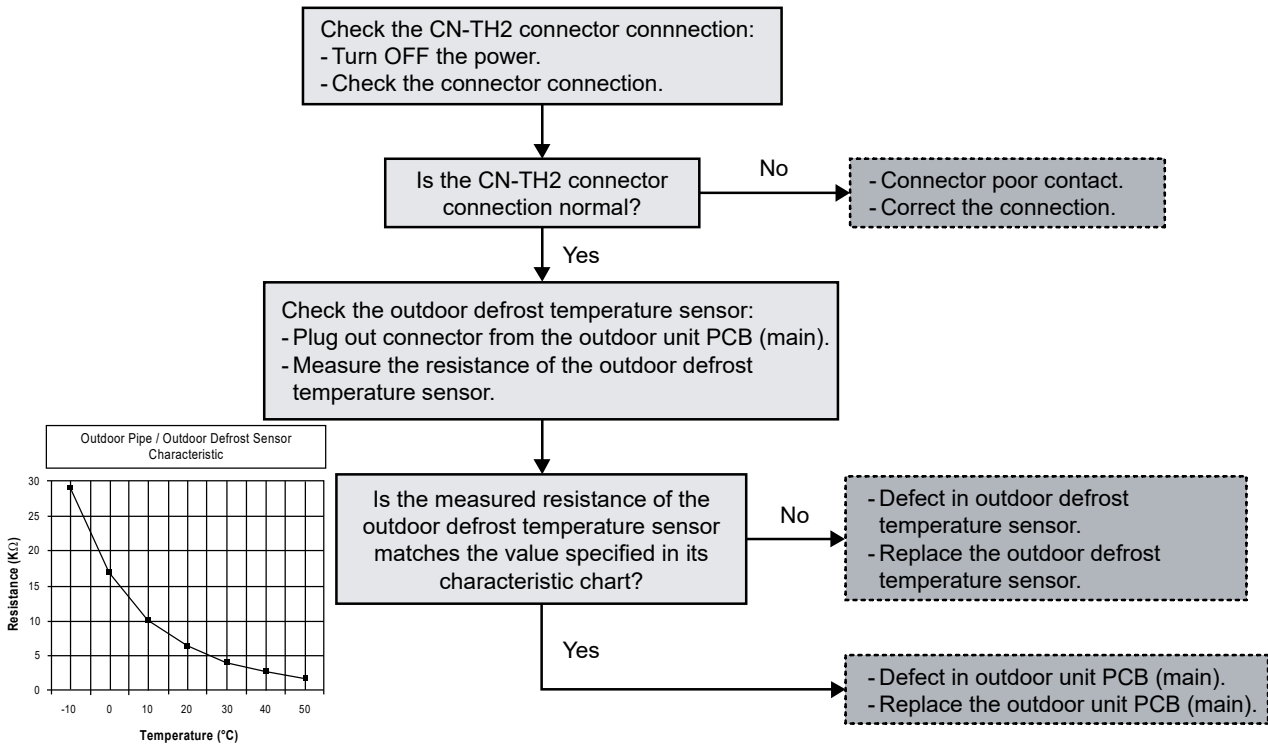 Check the CN-TH2 connector connnection:
- Turn OFF the power.
- Check the connector connection.
Is the CN-TH2 connector
connection normal?
No
- Connector poor contact.
- Correct the connection.
Yes
Check the outdoor defrost temperature sensor:
- Plug out connector from the outdoor unit PCB (main).
- Measure the resistance of the outdoor defrost
temperature sensor.
Outdoor Pipe / Outdoor Defrost Sensor
Characteristic
30
25
20
15
10
5
0
Resistance (KΩ)
-10 0 10 20 30 40 50
Temperature (°C)
Is the measured resistance of the
outdoor defrost temperature sensor
matches the value specified in its
characteristic chart?
No
- Defect in outdoor defrost
temperature sensor.
- Replace the outdoor defrost
temperature sensor.
Yes
- Defect in outdoor unit PCB (main).
- Replace the outdoor unit PCB (main).